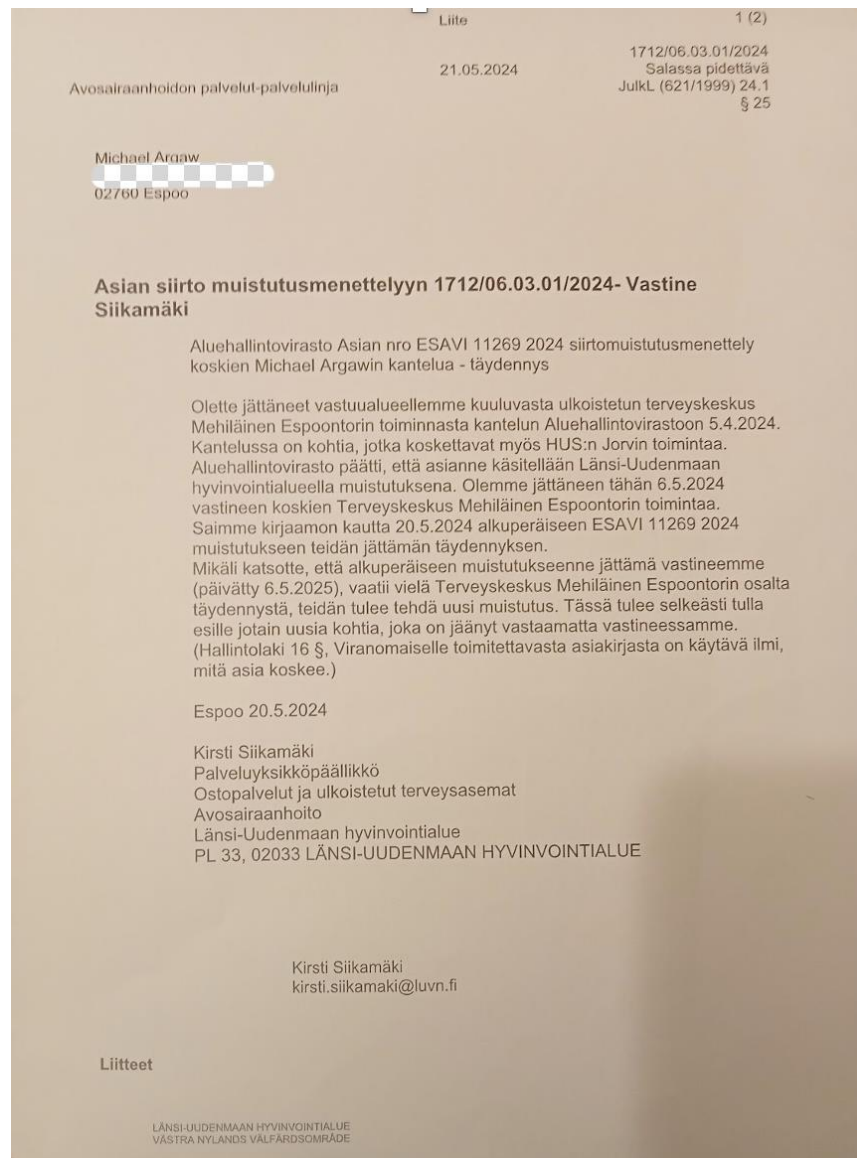 Liite
1 (2)
1712/06.03.01/2024
21.05.2024
Salassa pidettävä
Avosairaanhoidon palvelut-palvelulinja
JulkL (621/1999) 24.1
§ 25
Michael Argaw
02760 Espoo
Asian siirto muistutusmenettelyyn 1712/06.03.01/2024- Vastine
Siikamäki
Aluehallintovirasto Asian nro ESAVI 11269 2024 siirtomuistutusmenettely
koskien Michael Argawin kantelua - täydennys
Olette jättäneet vastuualueellemme kuuluvasta ulkoistetun terveyskeskus
Mehiläinen Espoontorin toiminnasta kantelun Aluehallintovirastoon 5.4.2024.
Kantelussa on kohtia, jotka koskettavat myös HUS:n Jorvin toimintaa.
Aluehallintovirasto päätti, että asianne käsitellään Länsi-Uudenmaan
hyvinvointialueella muistutuksena. Olemme jättäneen tähän 6.5.2024
vastineen koskien Terveyskeskus Mehiläinen Espoontorin toimintaa.
Saimme kirjaamon kautta 20.5.2024 alkuperäiseen ESAVI 11269 2024
muistutukseen teidän jättämän täydennyksen.
Mikäli katsotte, että alkuperäiseen muistutukseenne jättämä vastineemme
(päivätty 6.5.2025), vaatii vielä Terveyskeskus Mehiläinen Espoontorin osalta
täydennystä, teidän tulee tehdä uusi muistutus. Tässä tulee selkeästi tulla
esille jotain uusia kohtia, joka on jäänyt vastaamatta vastineessamme.
(Hallintolaki 16 §, Viranomaiselle toimitettavasta asiakirjasta on käytävä ilmi,
mitä asia koskee.)
Espoo 20.5.2024
Kirsti Siikamäki
Palveluyksikköpäällikkö
Ostopalvelut ja ulkoistetut terveysasemat
Avosairaanhoito
Länsi-Uudenmaan hyvinvointialue
PL 33, 02033 LÄNSI-UUDENMAAN HYVINVOINTIALUE
Kirsti Siikamäki
kirsti.siikamaki@luvn.fi
Liitteet
LÄNSI-UUDENMAAN HYVINVOINTIALUE
VÄSTRA NYLANDS VÄLFÄRDSOMRÅDE